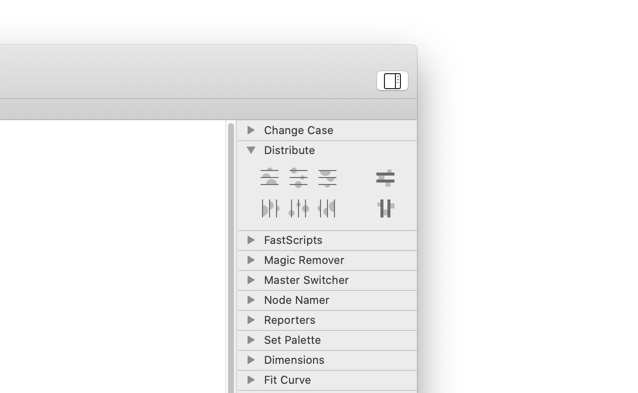 Change Case
Distribute
FastScripts
Magic Remover
Master Switcher
Node Namer
Reporters
Set Palette
Dimensions
Fit Curve